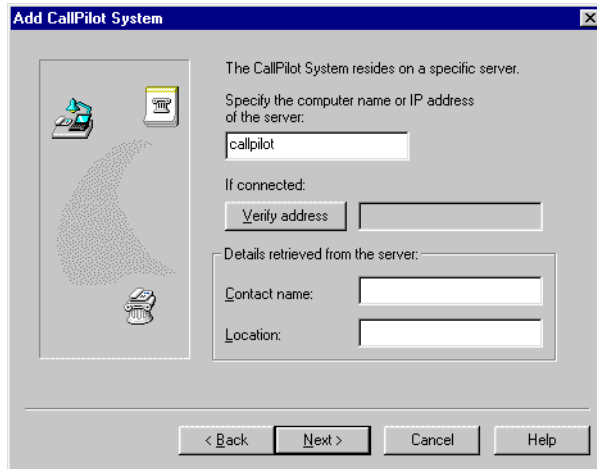 Add CallPilot System
The CallPilot System resides on a specific server.
Specify the computer name or IP address
of the server:
callpilot
If connected:
Verify address
Details retrieved from the server:
Contact name:
Location:
< Back
Next >
Cancel
Help